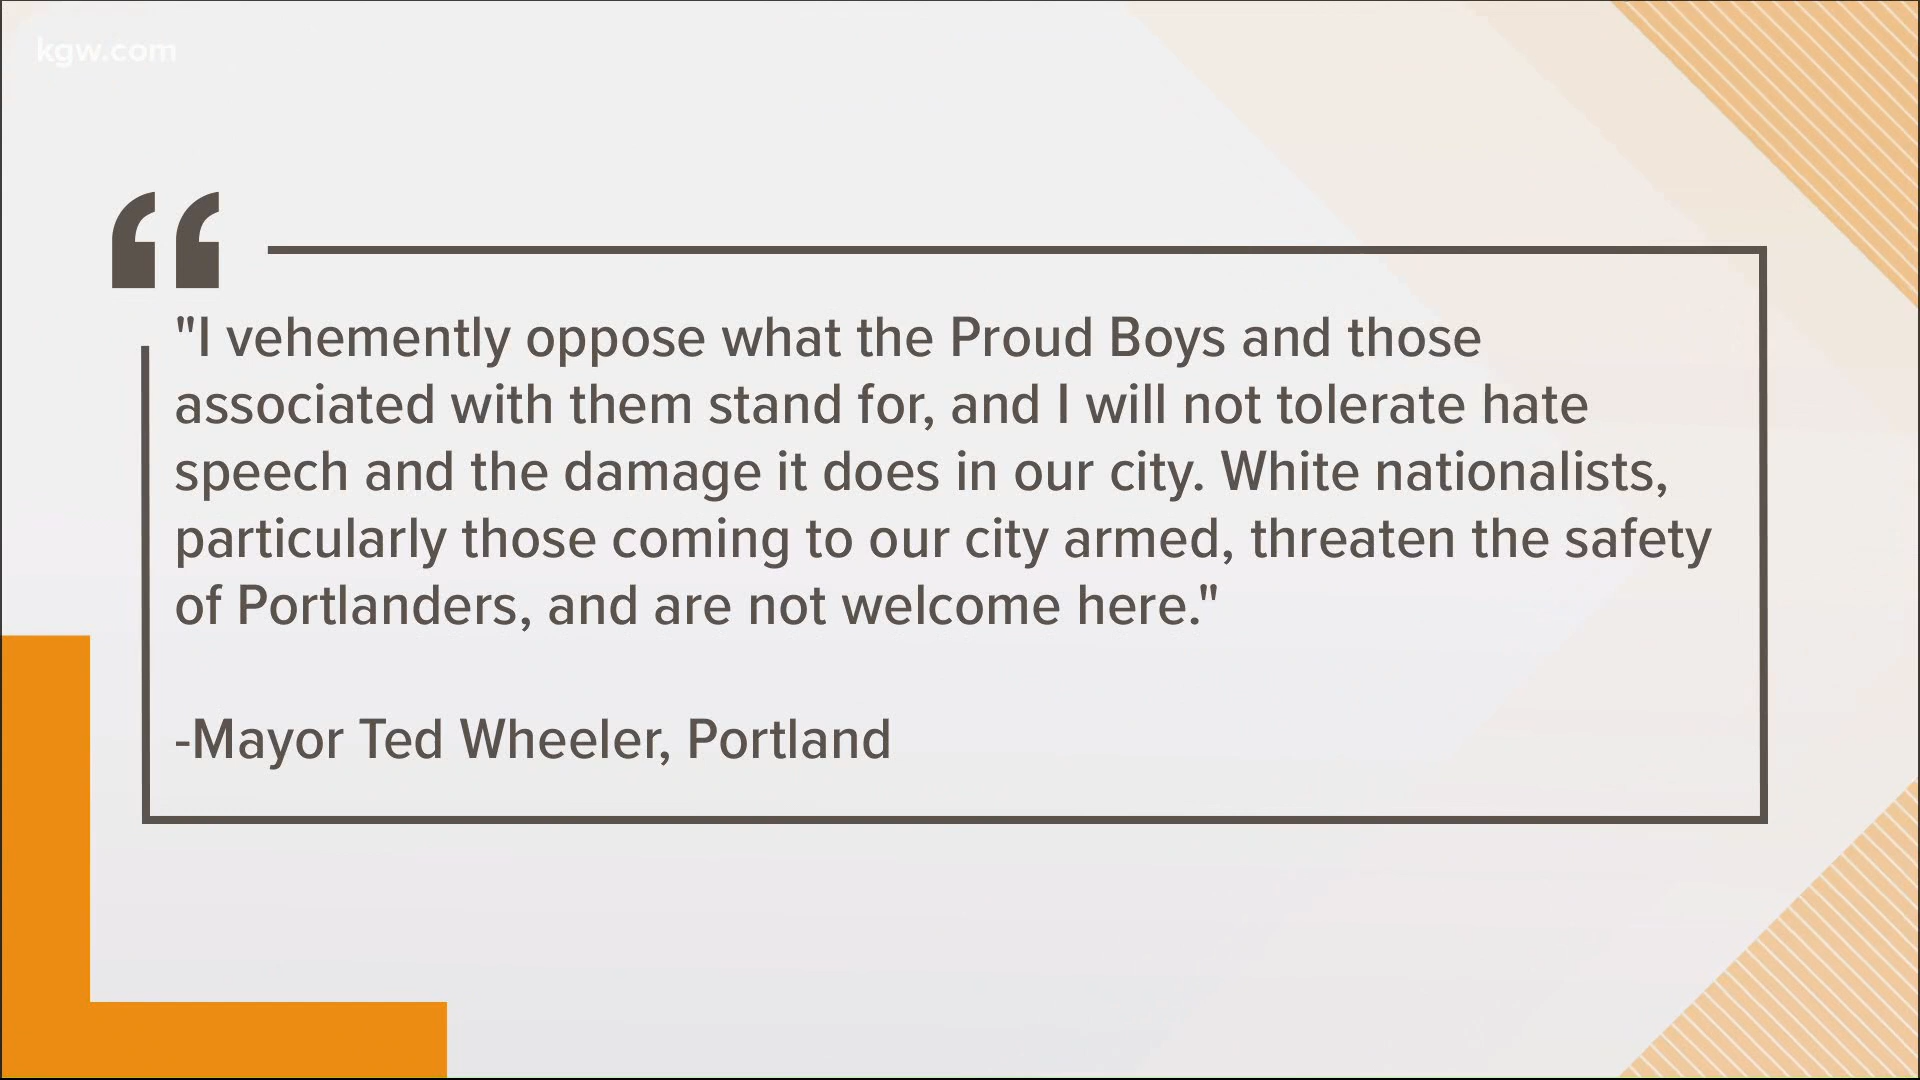 kgw.com
"I vehemently oppose what the Proud Boys and those
associated with them stand for, and I will not tolerate hate
speech and the damage it does in our city. White nationalists,
particularly those coming to our city armed, threaten the safety
of Portlanders, and are not welcome here."
-Mayor Ted Wheeler, Portland